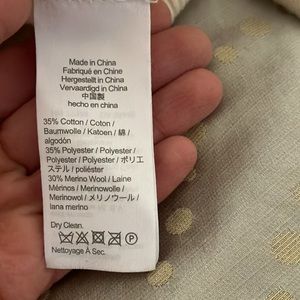 Made in China
Fabriqué en Chine
Hergestellt in China
Vervaardigd in China
中国製
hecho en china
35% Cotton / Coton /
Baumwolle / Katoen / 綿 /
algodón
35% Polyester / Polyester /
Polyester / Polyester / ポリエ
ステル / poliéster
30% Merino Wool / Laine
Mérinos / Merinowolle /
Merinowol / メリノウール /
lana merino
Dry Clean.
P
Nettoyage À Sec.